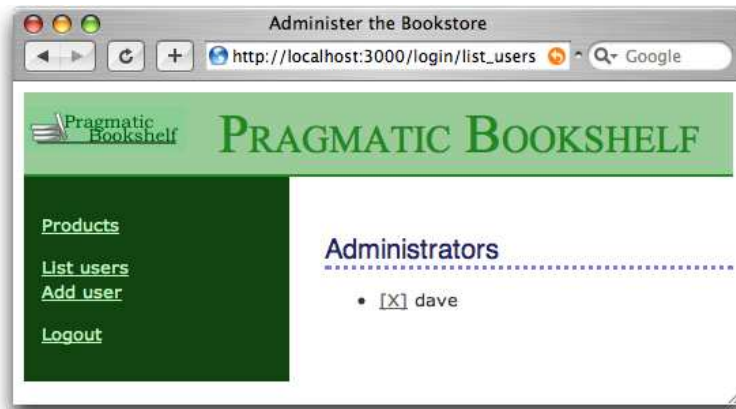 Administer the Bookstore
http://localhost:3000/login/list_users
Google
Pragmatic
Bookshelf
PRAGMATIC BOOKSHELF
Products
List users
Add user
Logout
Administrators
[X] dave